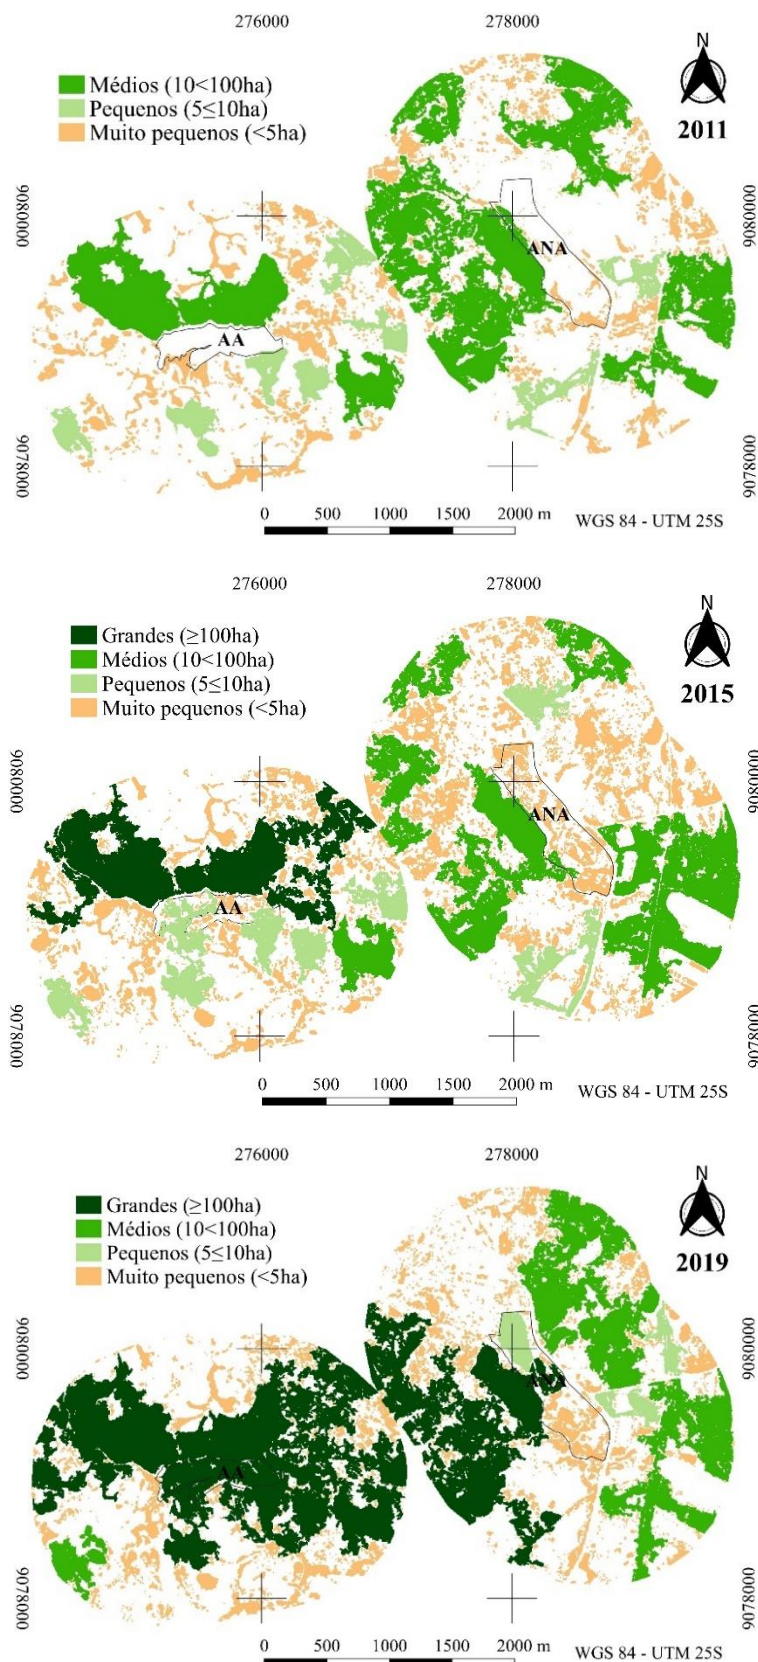 276000 278000
N
Médios (10<100ha)
Pequenos (5≤10ha)
Muito pequenos (<5ha)
2011
9080000 9080000
ANA
AA
9078000 9078000
0 500 1000 1500 2000 m
WGS 84 - UTM 25S
276000 278000
N
Grandes (≥100ha)
Médios (10<100ha)
Pequenos (5≤10ha)
Muito pequenos (<5ha)
2015
9080000 9080000
ANA
AA
9078000 9078000
0 500 1000 1500 2000 m
WGS 84 - UTM 25S
276000 278000
N
Grandes (≥100ha)
Médios (10<100ha)
Pequenos (5≤10ha)
Muito pequenos (<5ha)
2019
9080000 9080000
ANA
AA
9078000 9078000
0 500 1000 1500 2000 m
WGS 84 - UTM 25S